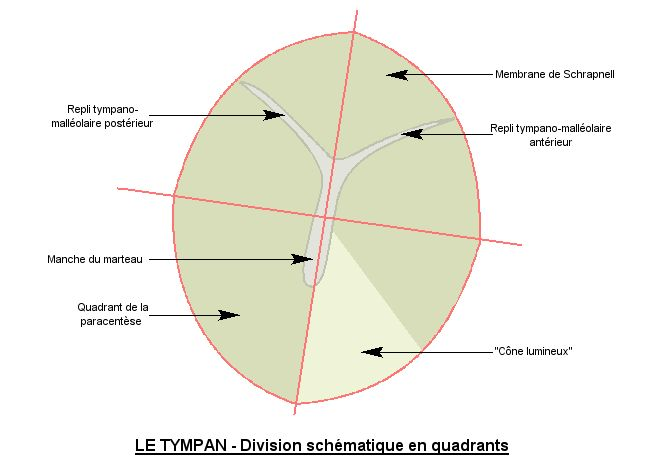 Membrane de Schrapnell
Repli tympano-
malléolaire postérieur
Repli tympano-malléolaire
antérieur
Manche du marteau
Quadrant de la
paracentèse
"Cône lumineux"
LE TYMPAN - Division schématique en quadrants